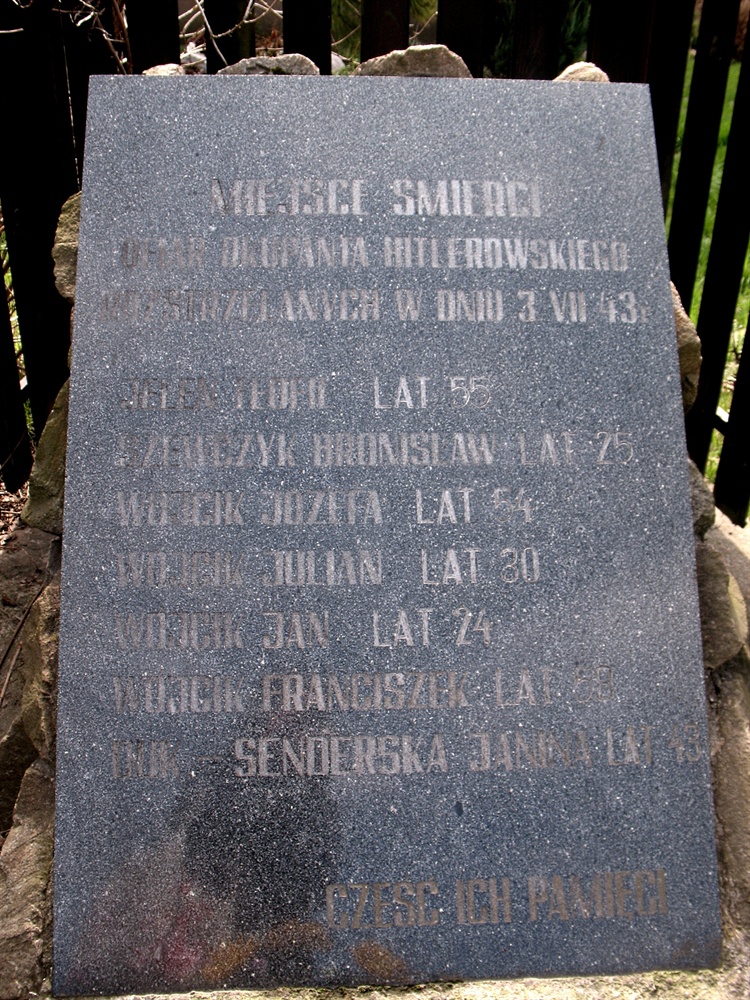 MIEJSCE ŚMIERCI
OFIAR OKUPANTA HITLEROWSKIEGO
ROZSTRZELANYCH W DNIU 3 VII 43r
JELEŃ TEOFIL LAT 55
SZEWCZYK BRONISŁAW LAT 25
WÓJCIK JÓZEFA LAT 54
WÓJCIK JULIAN LAT 30
WÓJCIK JAN LAT 24
WÓJCIK FRANCISZEK LAT
– SENDERSKA JANINA LAT 43
CZEŚĆ ICH PAMIĘCI